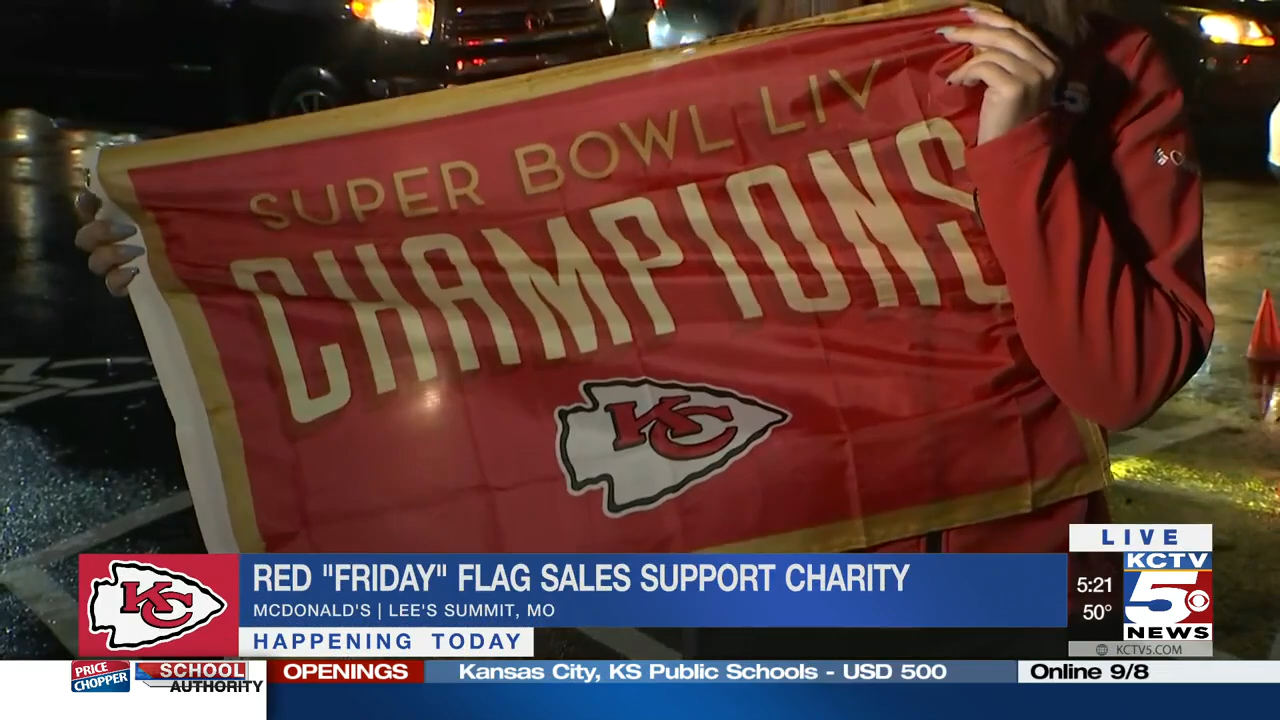 SUPER BOWL LIV
CHAMPIONS
KC
LIVE
KC
RED "FRIDAY" FLAG SALES SUPPORT CHARITY
MCDONALD'S | LEE'S SUMMIT, MO
HAPPENING TODAY
5:21
50°
KCTV
5
NEWS
KCTV5.COM
PRICE CHOPPER
SCHOOL AUTHORITY
OPENINGS
Kansas City, KS Public Schools - USD 500
Online 9/8